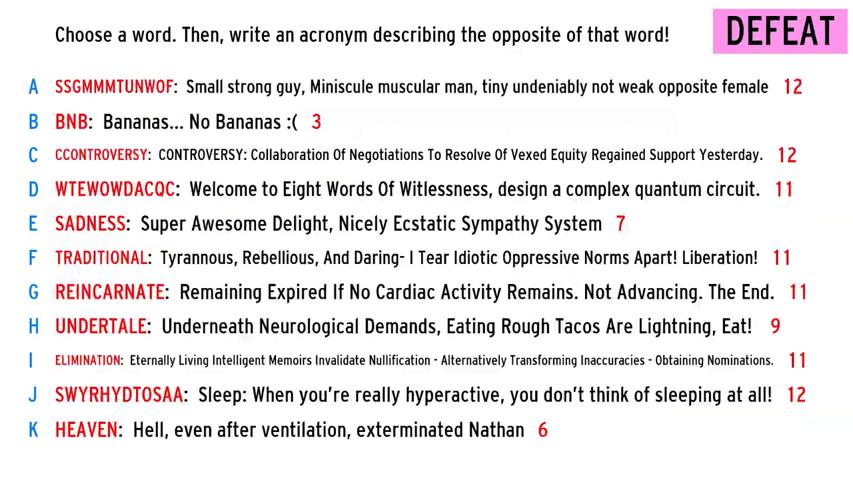 Choose a word. Then, write an acronym describing the opposite of that word!
DEFEAT
A SSGMMMTUNWOF: Small strong guy, Miniscule muscular man, tiny undeniably not weak opposite female 12
B BNB: Bananas... No Bananas :( 3
C CCONTROVERSY: CONTROVERSY: Collaboration Of Negotiations To Resolve Of Vexed Equity Regained Support Yesterday. 12
D WTEWOWDACQC: Welcome to Eight Words Of Witlessness, design a complex quantum circuit. 11
E SADNESS: Super Awesome Delight, Nicely Ecstatic Sympathy System 7
F TRADITIONAL: Tyrannous, Rebellious, And Daring- I Tear Idiotic Oppressive Norms Apart! Liberation! 11
G REINCARNATE: Remaining Expired If No Cardiac Activity Remains. Not Advancing. The End. 11
H UNDERTALE: Underneath Neurological Demands, Eating Rough Tacos Are Lightning, Eat! 9
I ELIMINATION: Eternally Living Intelligent Memoirs Invalidate Nullification - Alternatively Transforming Inaccuracies - Obtaining Nominations. 11
J SWYRHYDTOSAA: Sleep: When you're really hyperactive, you don't think of sleeping at all! 12
K HEAVEN: Hell, even after ventilation, exterminated Nathan 6